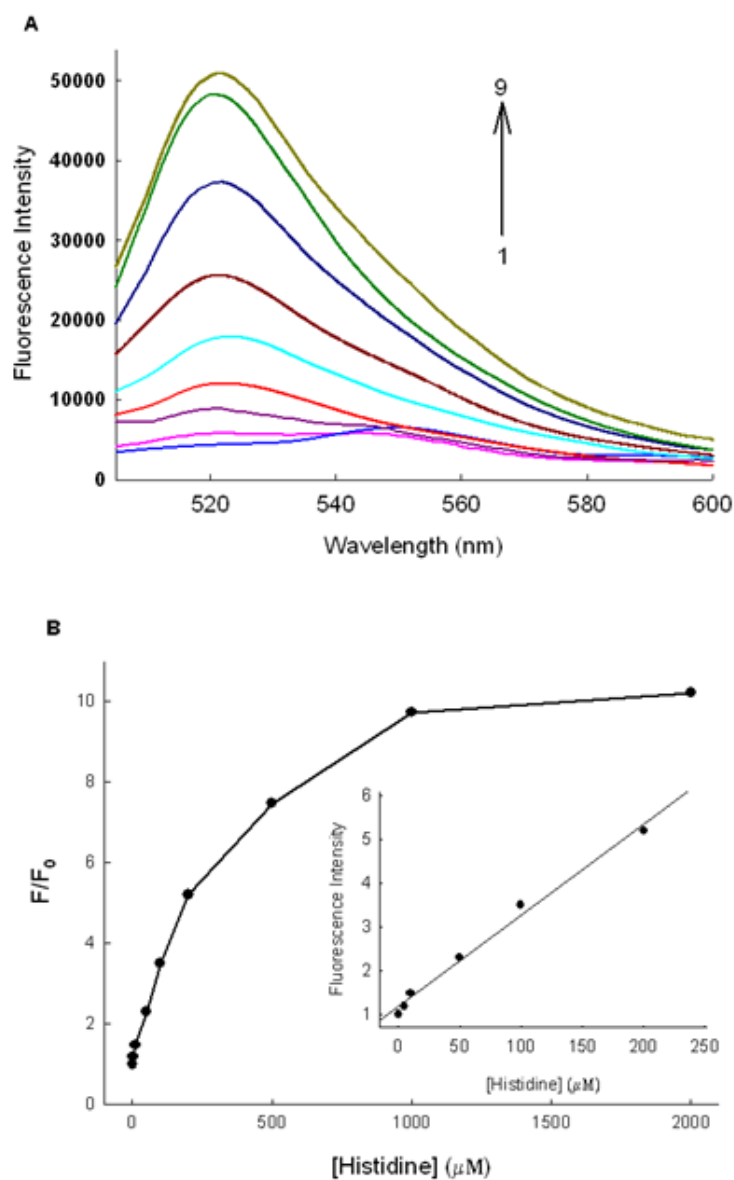 A
50000
40000
30000
20000
10000
0
Fluorescence Intensity
9
1
520 540 560 580 600
Wavelength (nm)
B
10
8
6
4
2
0
F/F0
0 500 1000 1500 2000
[Histidine] (μM)
6
5
4
3
2
1
Fluorescence Intensity
0 50 100 150 200 250
[Histidine] (μM)